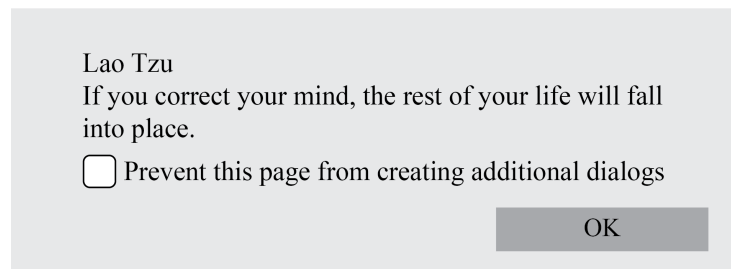 Lao Tzu
If you correct your mind, the rest of your life will fall
into place.
Prevent this page from creating additional dialogs
OK